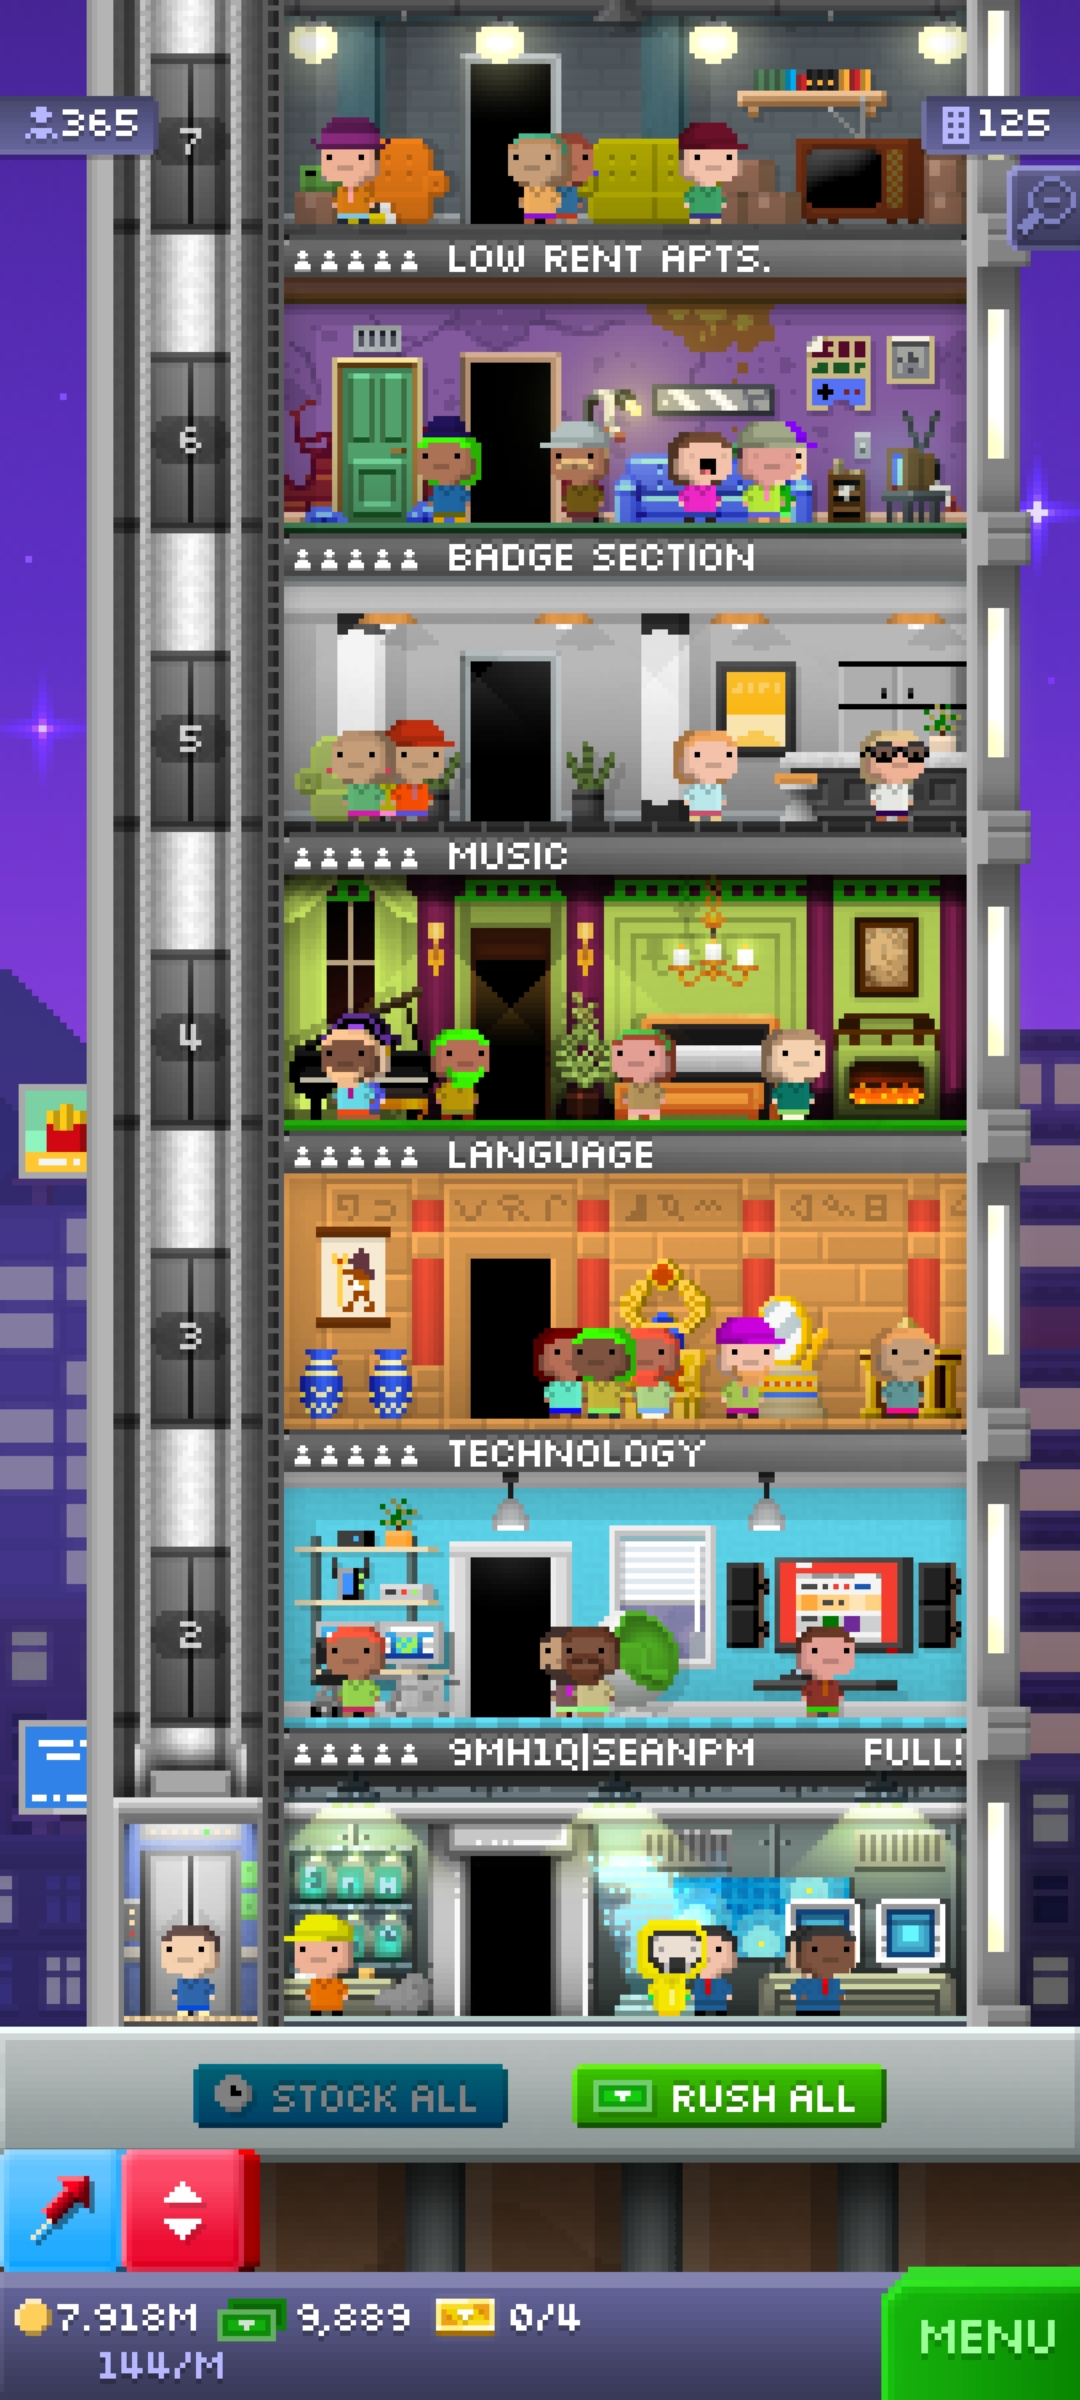 365
125
7
LOW RENT APTS.
6
BADGE SECTION
5
MUSIC
4
LANGUAGE
3
TECHNOLOGY
2
9MH1Q|SEANPM FULL!
STOCK ALL
RUSH ALL
7.918M 9,889 0/4
144/M
MENU